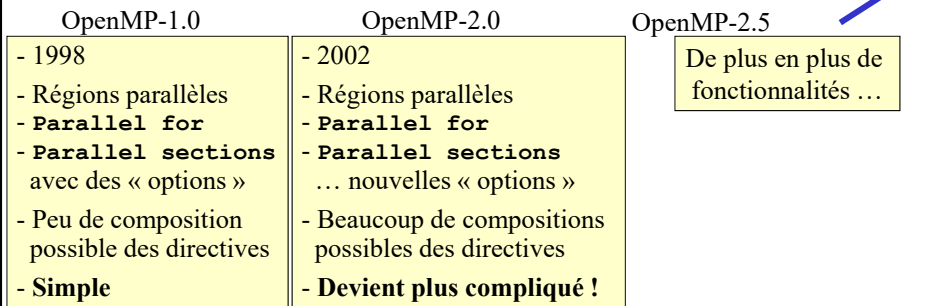 OpenMP-1.0
- 1998
- Régions parallèles
- Parallel for
- Parallel sections
avec des « options »
- Peu de composition
possible des directives
- Simple
OpenMP-2.0
- 2002
- Régions parallèles
- Parallel for
- Parallel sections
… nouvelles « options »
- Beaucoup de compositions
possibles des directives
- Devient plus compliqué !
OpenMP-2.5
De plus en plus de
fonctionnalités …